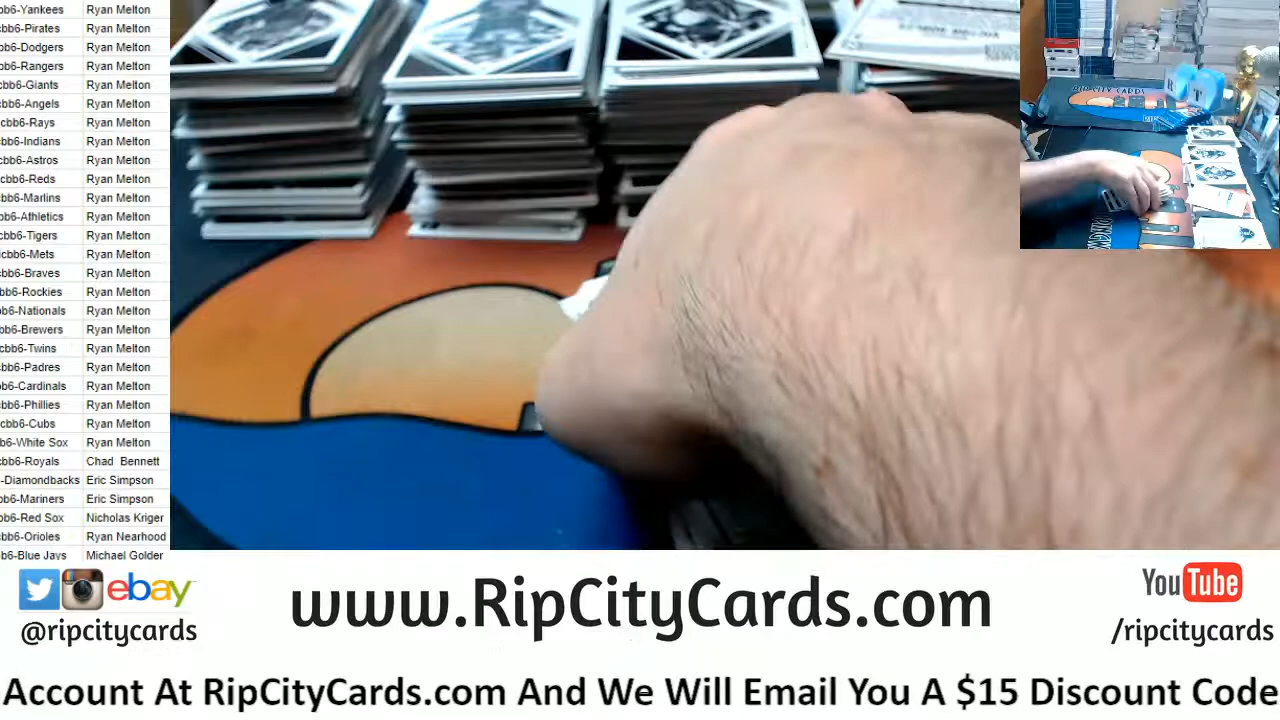 bb6-Yankees Ryan Melton
bb6-Pirates Ryan Melton
bb6-Dodgers Ryan Melton
bb6-Rangers Ryan Melton
bb6-Giants Ryan Melton
bb6-Angels Ryan Melton
cbb6-Rays Ryan Melton
bb6-Indians Ryan Melton
bb6-Astros Ryan Melton
cbb6-Reds Ryan Melton
bb6-Marlins Ryan Melton
bb6-Athletics Ryan Melton
bb6-Tigers Ryan Melton
cbb6-Mets Ryan Melton
bb6-Braves Ryan Melton
bb6-Rockies Ryan Melton
b6-Nationals Ryan Melton
bb6-Brewers Ryan Melton
cbb6-Twins Ryan Melton
bb6-Padres Ryan Melton
b6-Cardinals Ryan Melton
bb6-Phillies Ryan Melton
cbb6-Cubs Ryan Melton
b6-White Sox Ryan Melton
bb6-Royals Chad Bennett
-Diamondbacks Eric Simpson
bb6-Mariners Eric Simpson
bb6-Red Sox Nicholas Kriger
bb6-Orioles Ryan Nearhood
b6-Blue Jays Michael Golder
RIP CITY CARDS
ebay
@ripcitycards
www.RipCityCards.com
YouTube
/ripcitycards
Account At RipCityCards.com And We Will Email You A $15 Discount Code